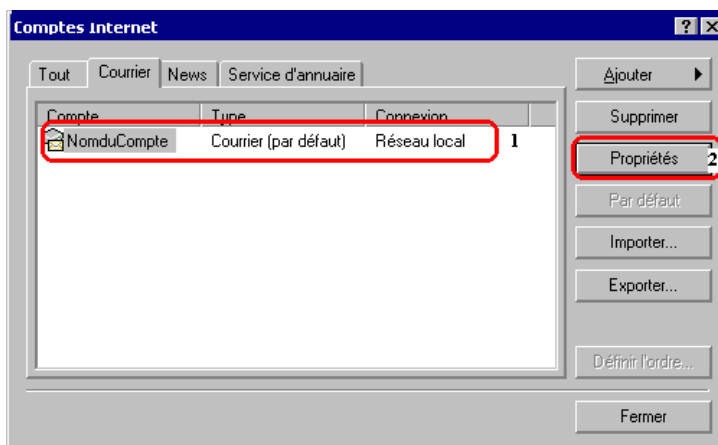 Comptes Internet
Tout Courrier News Service d'annuaire
Ajouter
Compte Type Connexion
Supprimer
NomduCompte Courrier (par défaut) Réseau local 1
Propriétés 2
Par défaut
Importer...
Exporter...
Définir l'ordre...
Fermer